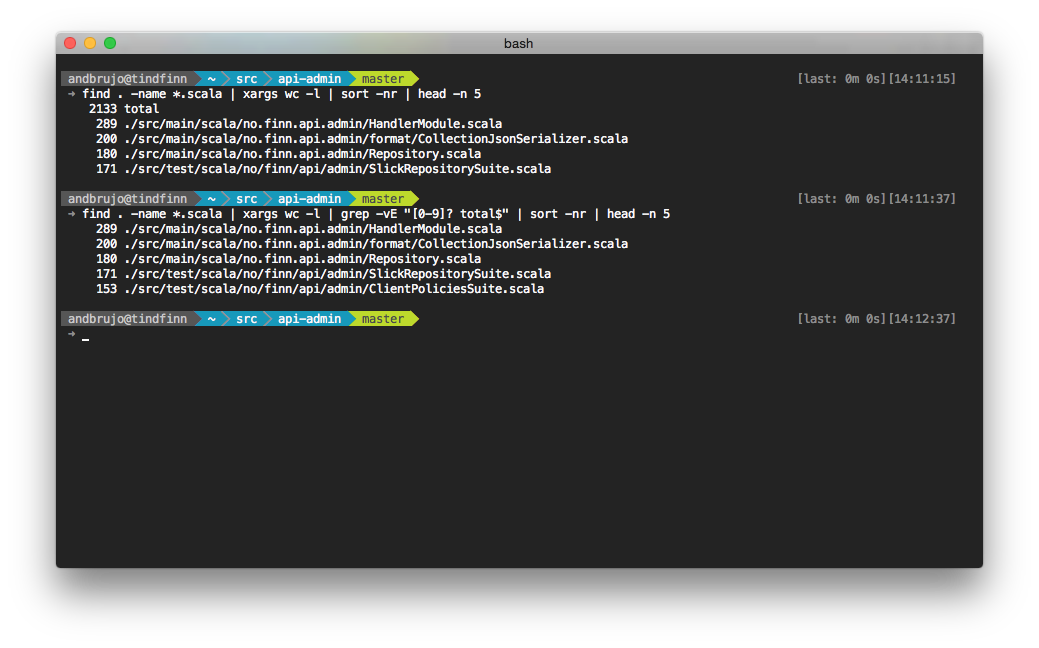 bash
andbrujo@tindfinn ~ src api-admin master [last: 0m 0s][14:11:15]
→ find . -name *.scala | xargs wc -l | sort -nr | head -n 5
2133 total
289 ./src/main/scala/no.finn.api.admin/HandlerModule.scala
200 ./src/main/scala/no.finn.api.admin/format/CollectionJsonSerializer.scala
180 ./src/main/scala/no.finn.api.admin/Repository.scala
171 ./src/test/scala/no/finn/api/admin/SlickRepositorySuite.scala
andbrujo@tindfinn ~ src api-admin master [last: 0m 0s][14:11:37]
→ find . -name *.scala | xargs wc -l | grep -vE "[0-9]? total$" | sort -nr | head -n 5
289 ./src/main/scala/no.finn.api.admin/HandlerModule.scala
200 ./src/main/scala/no.finn.api.admin/format/CollectionJsonSerializer.scala
180 ./src/main/scala/no.finn.api.admin/Repository.scala
171 ./src/test/scala/no/finn/api/admin/SlickRepositorySuite.scala
153 ./src/test/scala/no/finn/api/admin/ClientPoliciesSuite.scala
andbrujo@tindfinn ~ src api-admin master [last: 0m 0s][14:12:37]
→ _